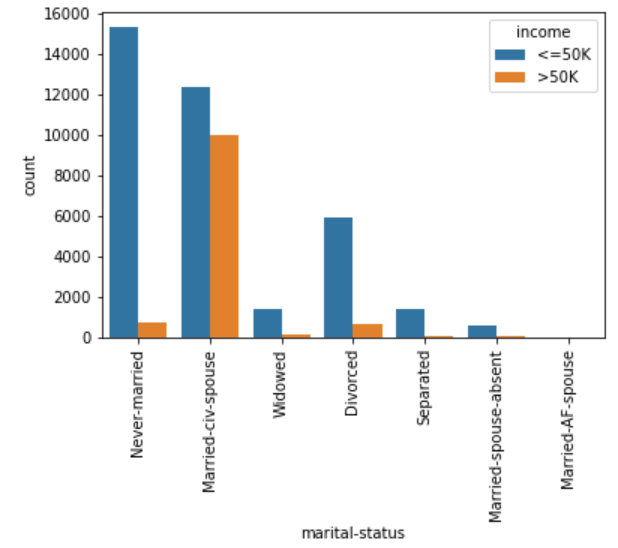 16000
14000
12000
10000
8000
6000
4000
2000
0
count
income
<=50K
>50K
Never-married
Married-civ-spouse
Widowed
Divorced
Separated
Married-spouse-absent
Married-AF-spouse
marital-status